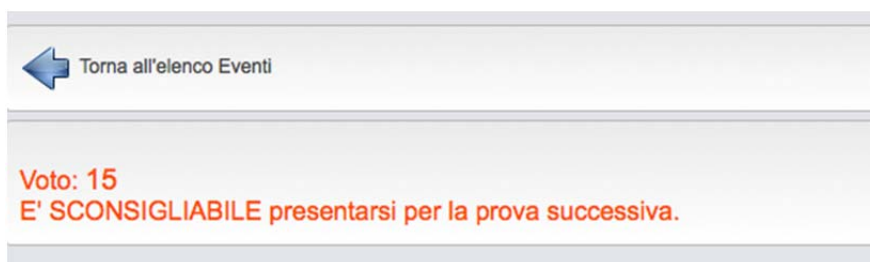 Torna all'elenco Eventi
Voto: 15
E' SCONSIGLIABILE presentarsi per la prova successiva.